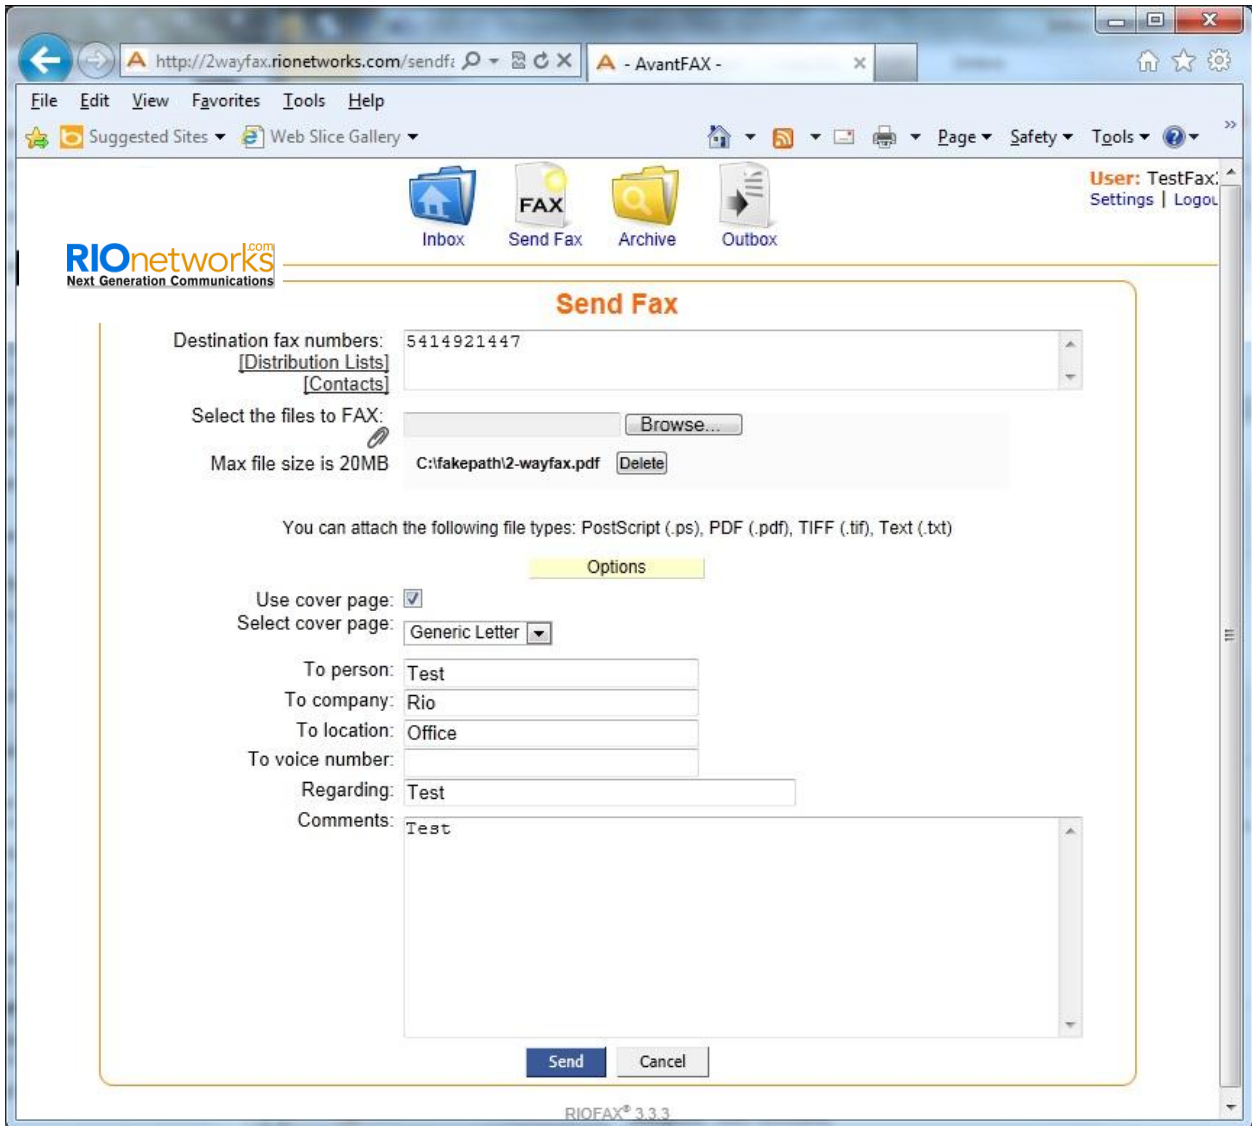 http://2wayfax.rionetworks.com/sendfa
A - AvantFAX -
File Edit View Favorites Tools Help
Suggested Sites Web Slice Gallery Page Safety Tools
User: TestFax
Settings | Logou
FAX
Inbox Send Fax Archive Outbox
RIOnetworks.com
Next Generation Communications
Send Fax
Destination fax numbers: 5414921447
[Distribution Lists]
[Contacts]
Select the files to FAX: Browse...
Max file size is 20MB C:\fakepath\2-wayfax.pdf Delete
You can attach the following file types: PostScript (.ps), PDF (.pdf), TIFF (.tif), Text (.txt)
Options
Use cover page:
Select cover page: Generic Letter
To person: Test
To company: Rio
To location: Office
To voice number:
Regarding: Test
Comments: Test
Send Cancel
RIOFAX® 3.3.3